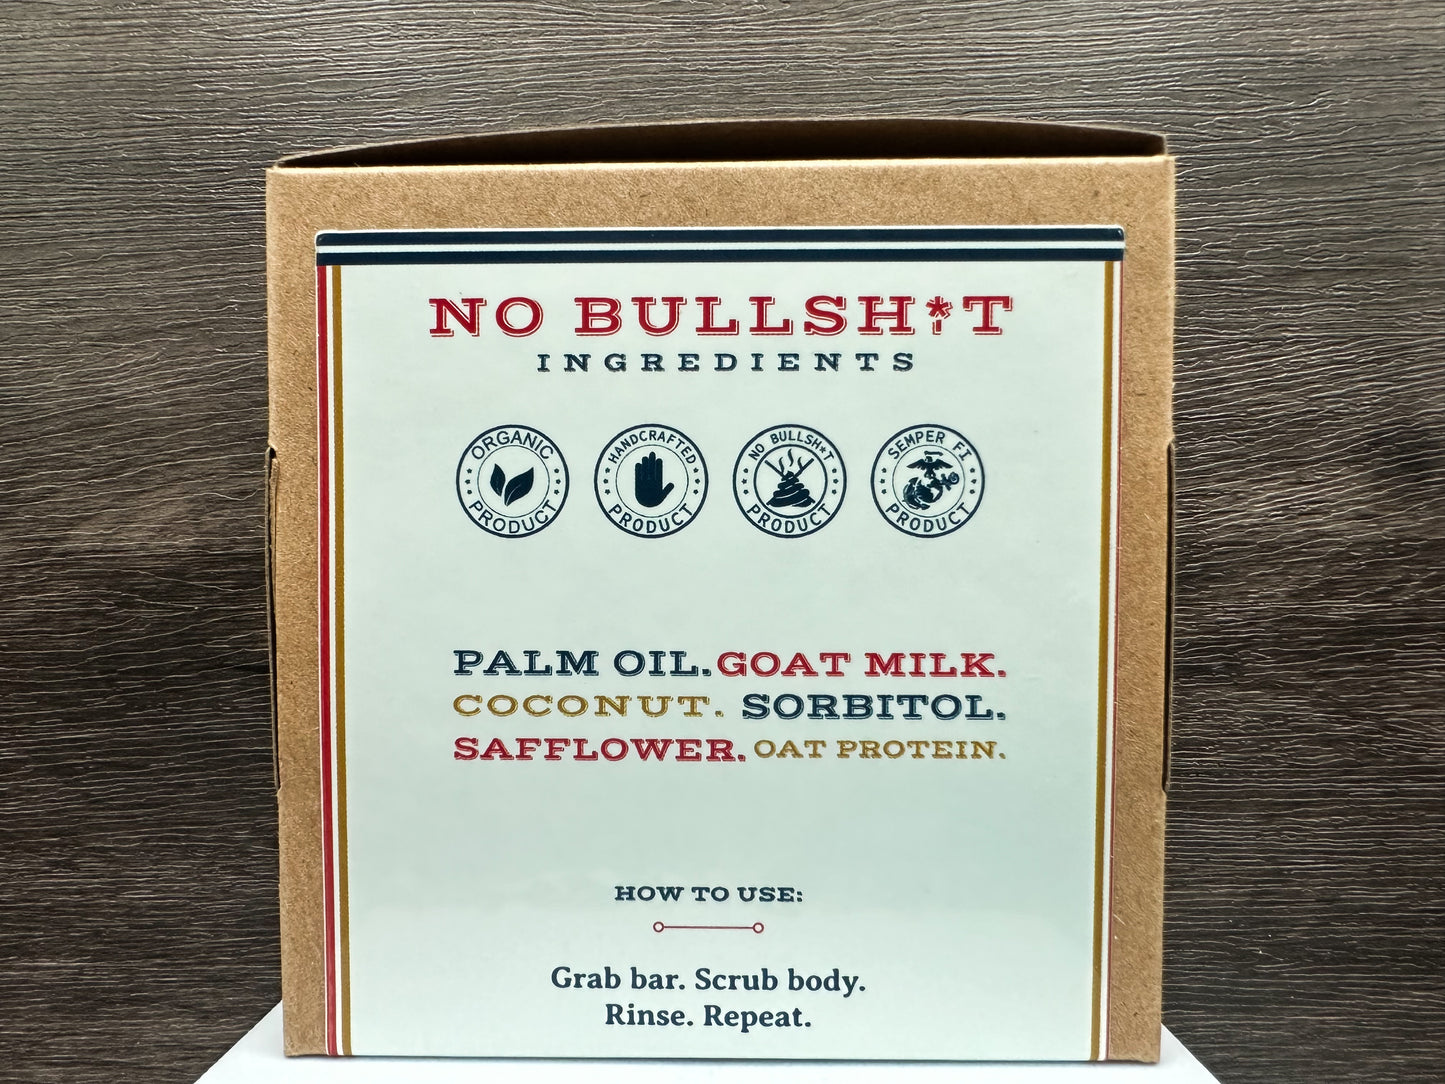 NO BULLSH*T
INGREDIENTS
ORGANIC PRODUCT
HANDCRAFTED PRODUCT
NO BULLSH*T PRODUCT
SEMPER FI PRODUCT
PALM OIL. GOAT MILK.
COCONUT. SORBITOL.
SAFFLOWER. OAT PROTEIN.
HOW TO USE:
Grab bar. Scrub body.
Rinse. Repeat.